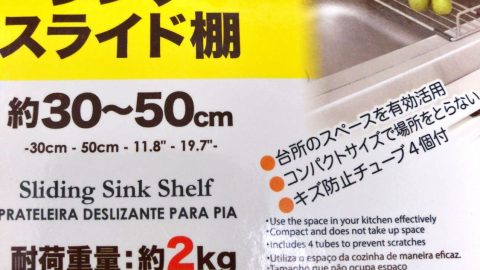 スライド棚
約30～50cm
-30cm - 50cm - 11.8" - 19.7"-
Sliding Sink Shelf
PRATELEIRA DESLIZANTE PARA PIA
耐荷重量:約2kg
●台所のスペースを有効活用
●コンパクトサイズで場所をとらない
●キズ防止チューブ4個付
•Use the space in your kitchen effectively
•Compact and does not take up space
•Includes 4 tubes to prevent scratches
•Utiliza o espaço da cozinha de maneira eficaz.
•Tamanho que não ocupa espaço